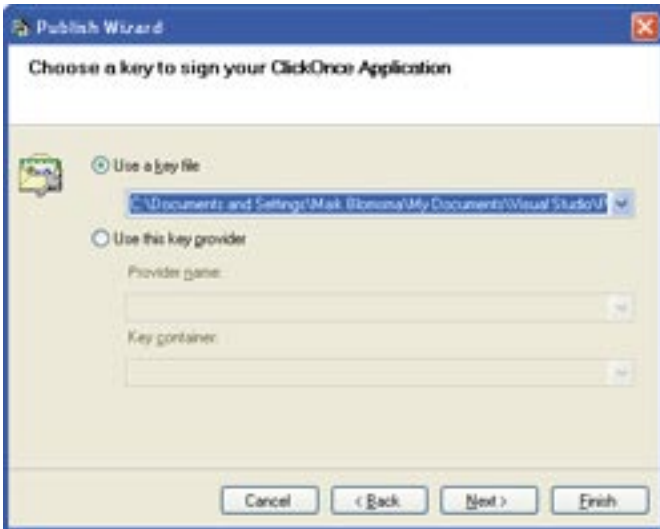 Publish Wizard
Choose a key to sign your ClickOnce Application
Use a key file
C:\Documents and Settings\Mark Blomsma\My Documents\Visual Studio\P
Use this key provider
Provider name:
Key container:
Cancel
< Back
Next >
Finish